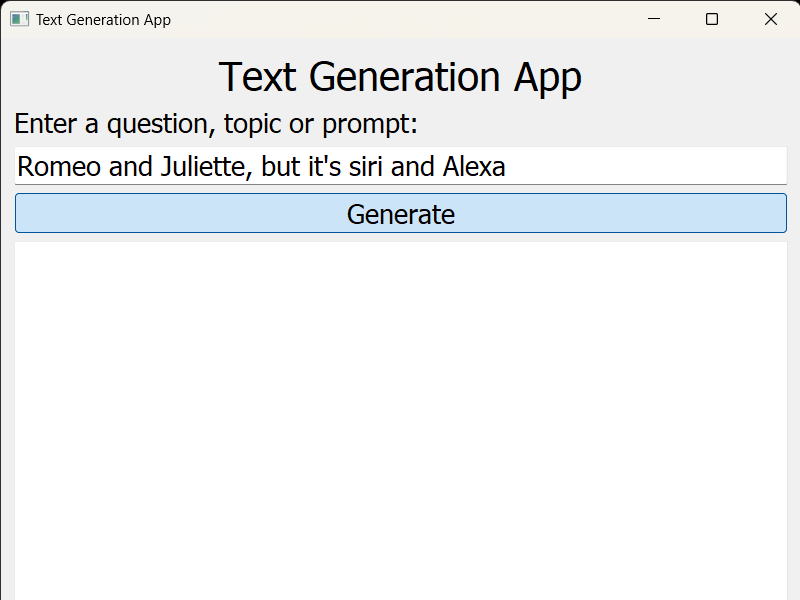 Text Generation App
Text Generation App
Enter a question, topic or prompt:
Romeo and Juliette, but it's siri and Alexa
Generate